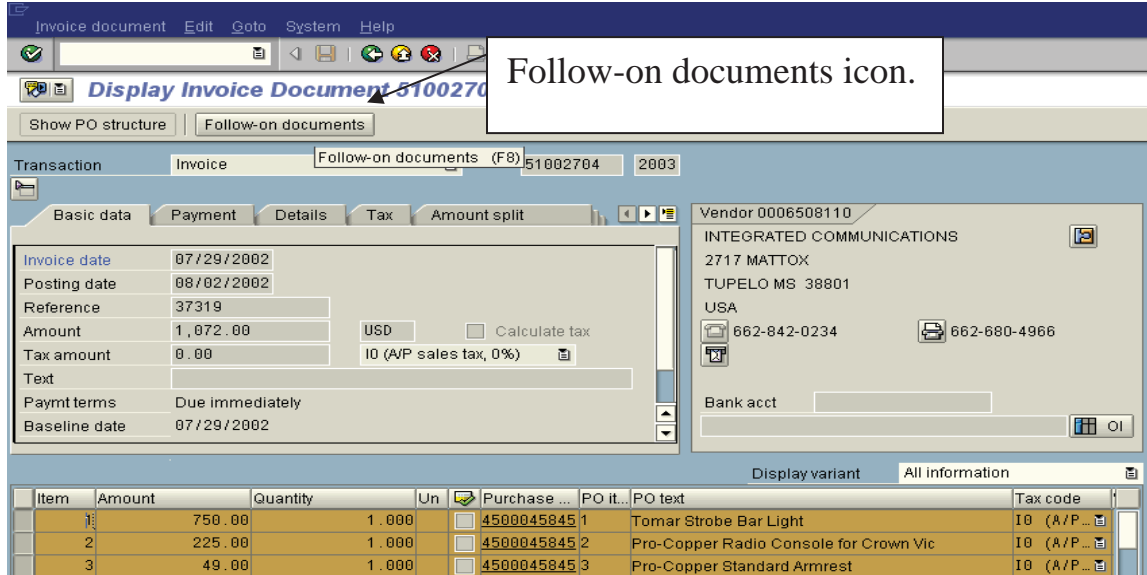 Invoice document Edit Goto System Help
Follow-on documents icon.
Display Invoice Document 5100270
Show PO structure Follow-on documents
Follow-on documents (F8)
Transaction Invoice 51002704 2003
Basic data Payment Details Tax Amount split
Vendor 0006508110
INTEGRATED COMMUNICATIONS
2717 MATTOX
TUPELO MS 38801
USA
662-842-0234 662-680-4966
Bank acct
OI
Invoice date 07/29/2002
Posting date 08/02/2002
Reference 37319
Amount 1,072.00 USD Calculate tax
Tax amount 0.00 I0 (A/P sales tax, 0%)
Text
Paymt terms Due immediately
Baseline date 07/29/2002
Display variant All information
Item Amount Quantity Un Purchase ... PO it... PO text Tax code
1 750.00 1.000 4500045845 1 Tomar Strobe Bar Light I0 (A/P...
2 225.00 1.000 4500045845 2 Pro-Copper Radio Console for Crown Vic I0 (A/P...
3 49.00 1.000 4500045845 3 Pro-Copper Standard Armrest I0 (A/P...